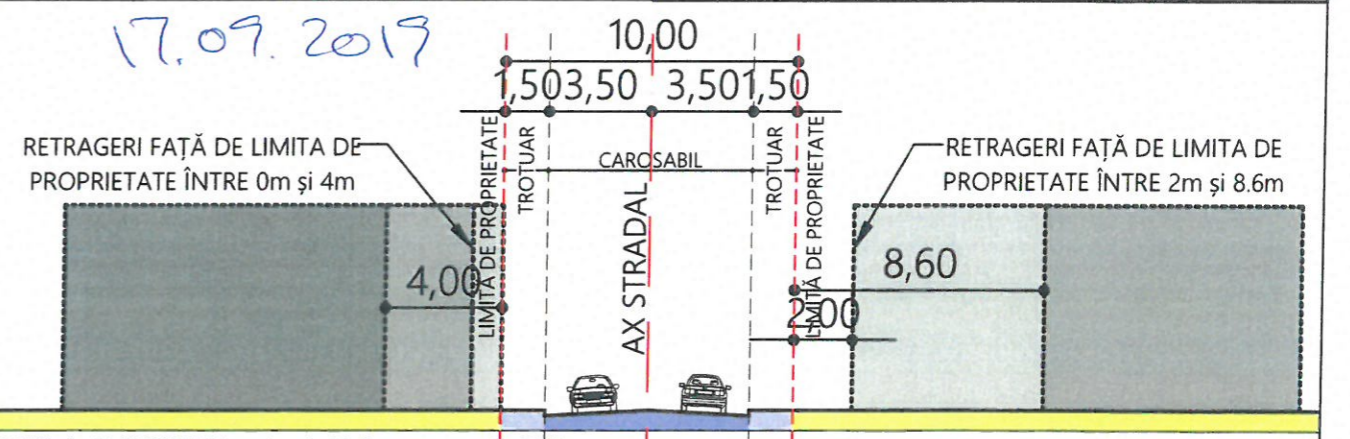 17.09.2019
10,00
1,50 3,50 3,50 1,50
RETRAGERI FAȚĂ DE LIMITA DE
PROPRIETATE ÎNTRE 0m și 4m
LIMITĂ DE PROPRIETATE
TROTUAR
CAROSABIL
AX STRADAL
TROTUAR
LIMITĂ DE PROPRIETATE
RETRAGERI FAȚĂ DE LIMITA DE
PROPRIETATE ÎNTRE 2m și 8.6m
4,00
8,60
2,00